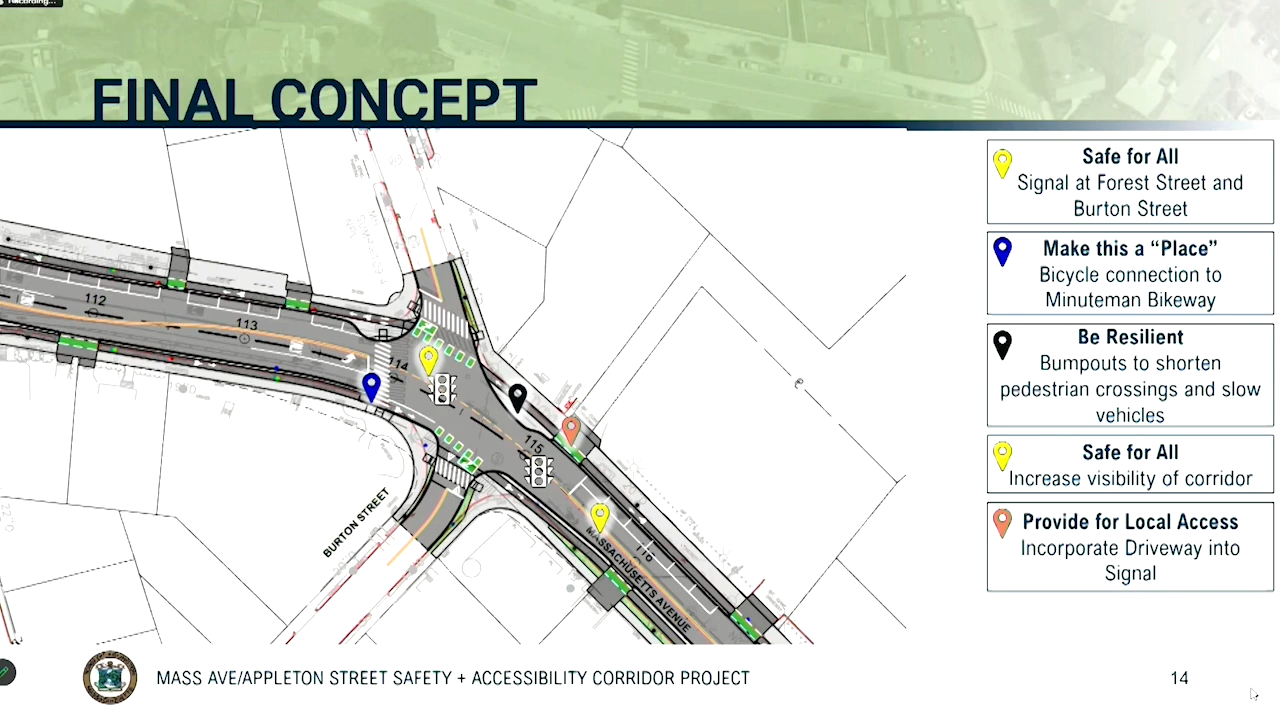 FINAL CONCEPT
Safe for All
Signal at Forest Street and
Burton Street
Make this a “Place”
Bicycle connection to
Minuteman Bikeway
Be Resilient
Bumpouts to shorten
pedestrian crossings and slow
vehicles
Safe for All
Increase visibility of corridor
Provide for Local Access
Incorporate Driveway into
Signal
112
113
114
115
116
BURTON STREET
MASSACHUSETTS AVENUE
MASS AVE/APPLETON STREET SAFETY + ACCESSIBILITY CORRIDOR PROJECT
14